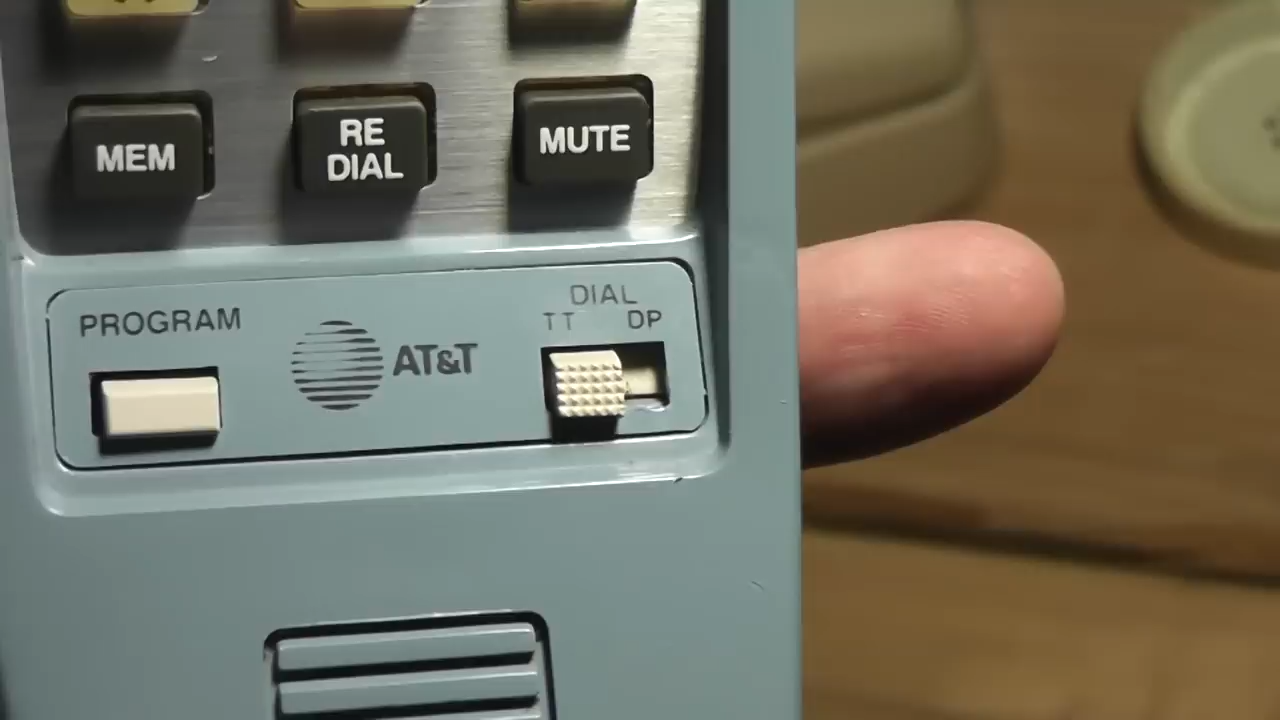 MEM
RE
DIAL
MUTE
PROGRAM
AT&T
DIAL
TT DP